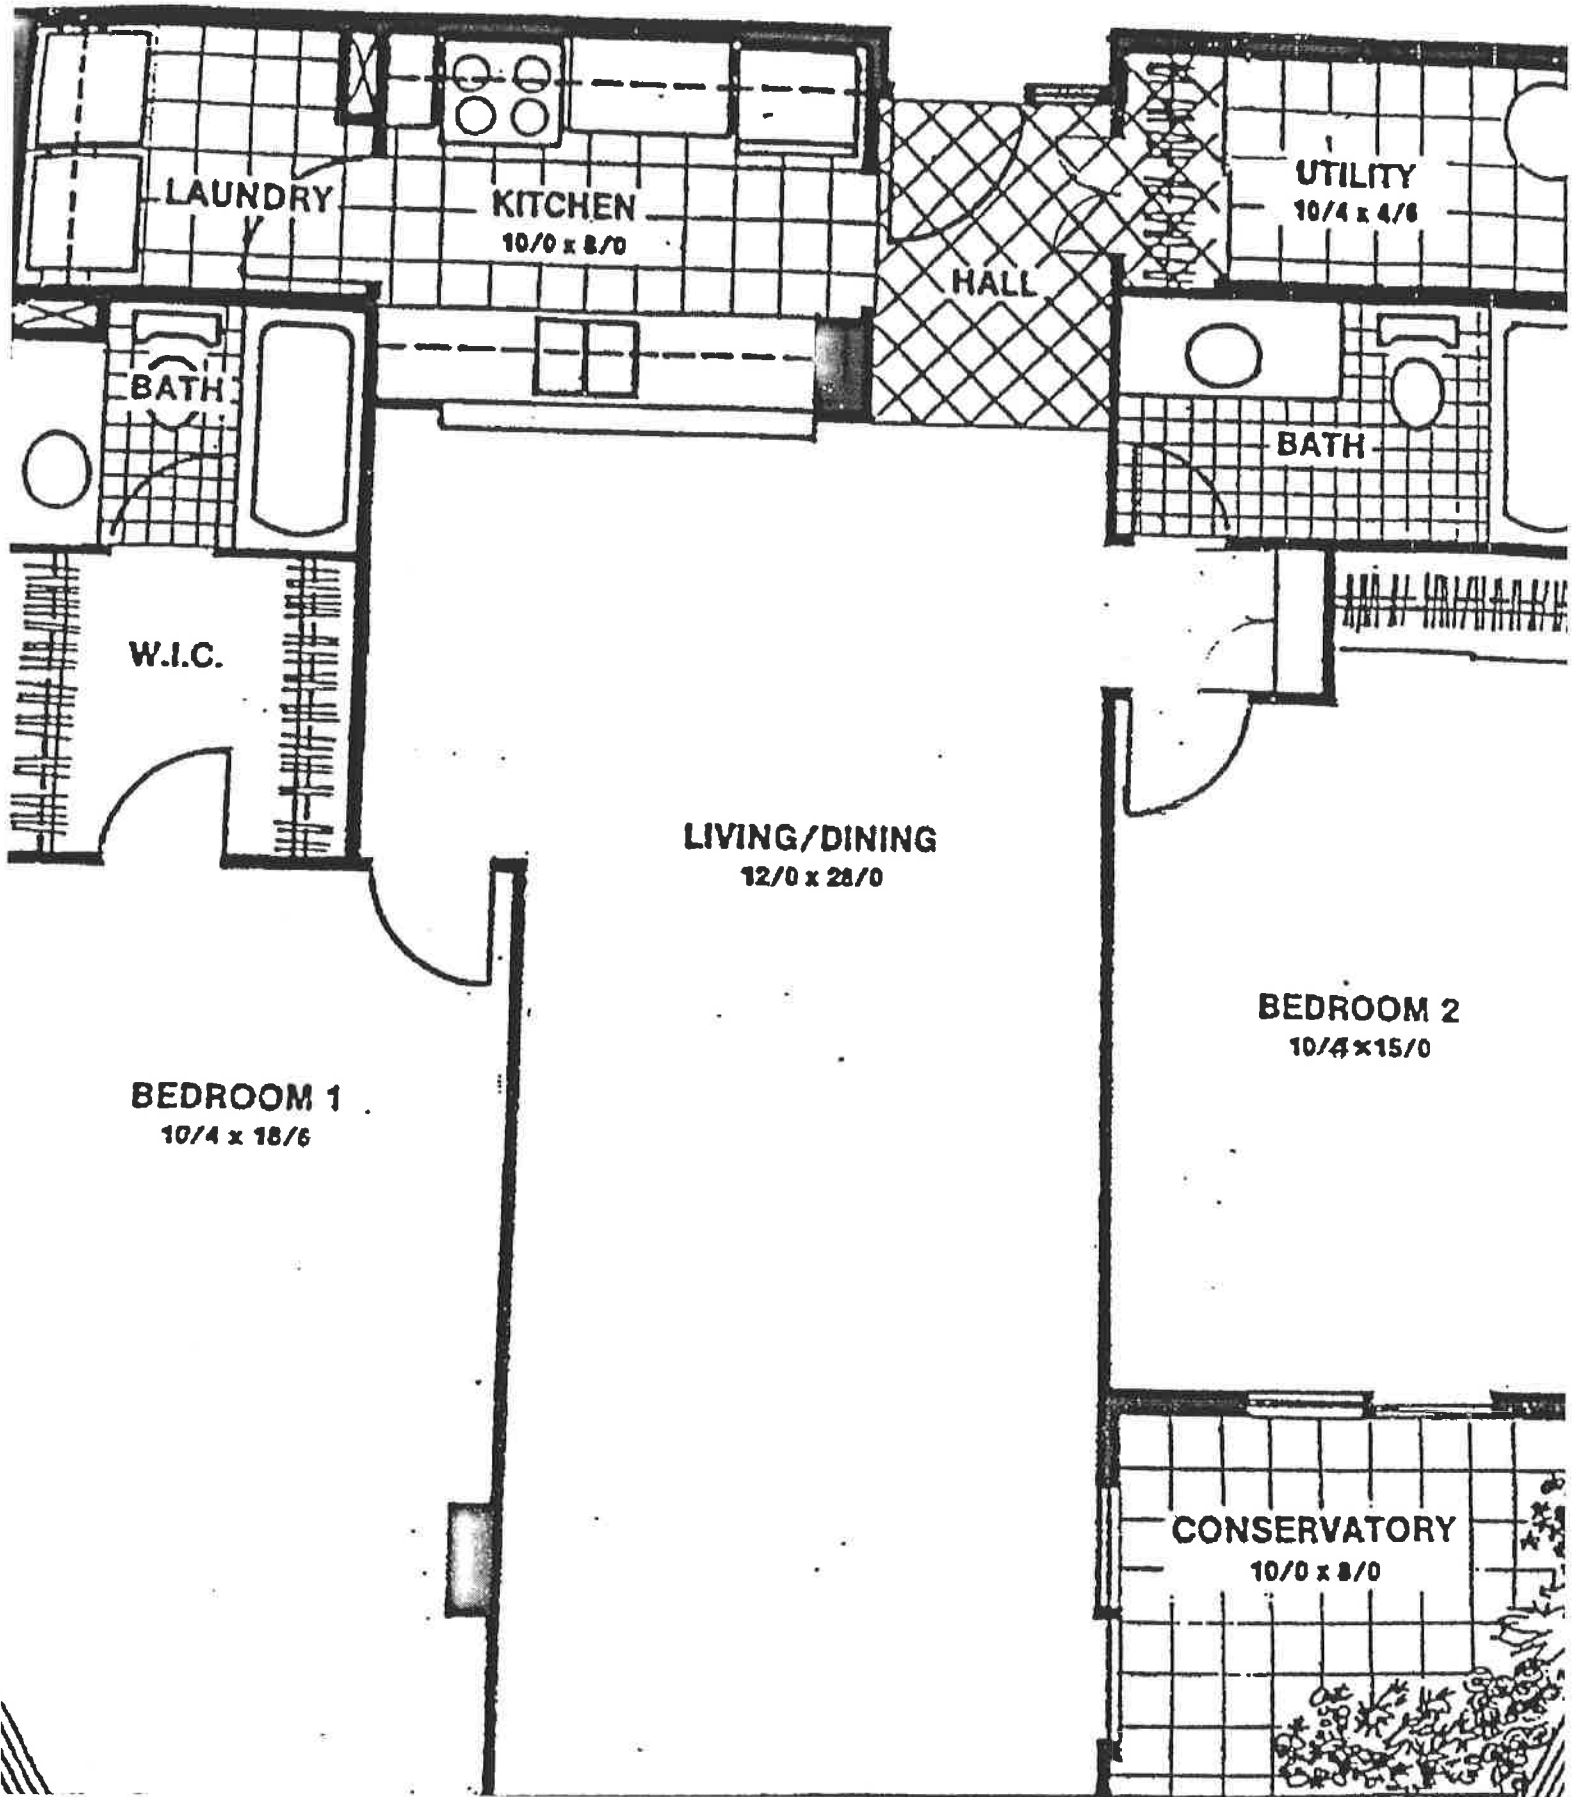 LAUNDRY
KITCHEN
10/0 x 8/0
HALL
UTILITY
10/4 x 4/6
BATH
BATH
W.I.C.
LIVING/DINING
12/0 x 28/0
BEDROOM 2
10/4 x 15/0
BEDROOM 1
10/4 x 18/6
CONSERVATORY
10/0 x 8/0